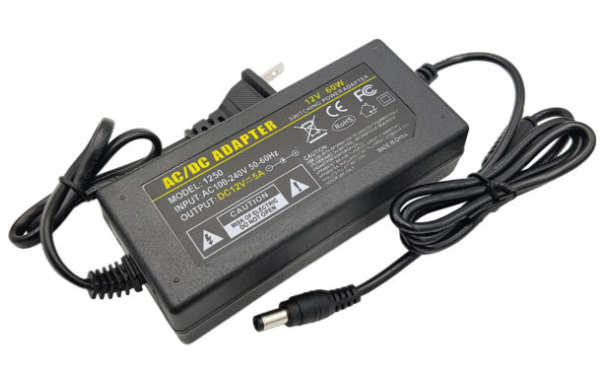 12V 60W
SWITCHING POWER ADAPTER
AC/DC ADAPTER
MODEL: 1250
INPUT:AC100-240V 50-60Hz
OUTPUT:DC12V⎓5A
CE FC
RoHS
CAUTION
RISK OF ELECTRIC
DO NOT OPEN
CAUTION:
MADE IN CHINA